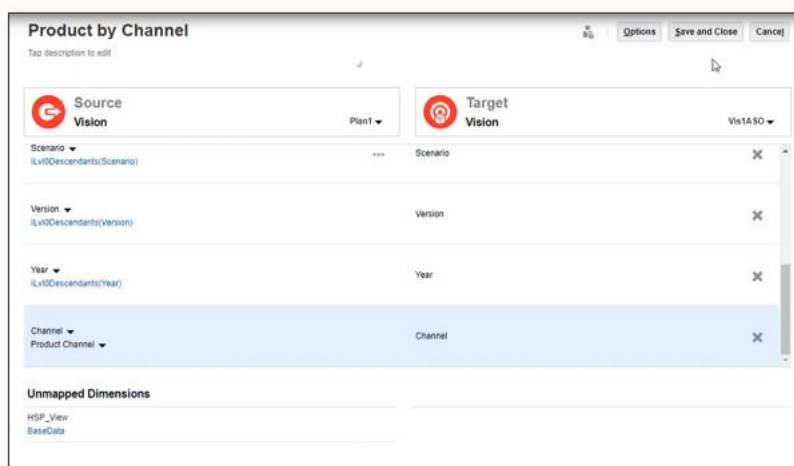 Product by Channel
Options
Save and Close
Cancel
Tap description to edit
Source
Vision
Plan1
Target
Vision
Vis1ASO
Scenario
ILvl0Descendants(Scenario)
Scenario
Version
ILvl0Descendants(Version)
Version
Year
ILvl0Descendants(Year)
Year
Channel
Product Channel
Channel
Unmapped Dimensions
HSP_View
BaseData